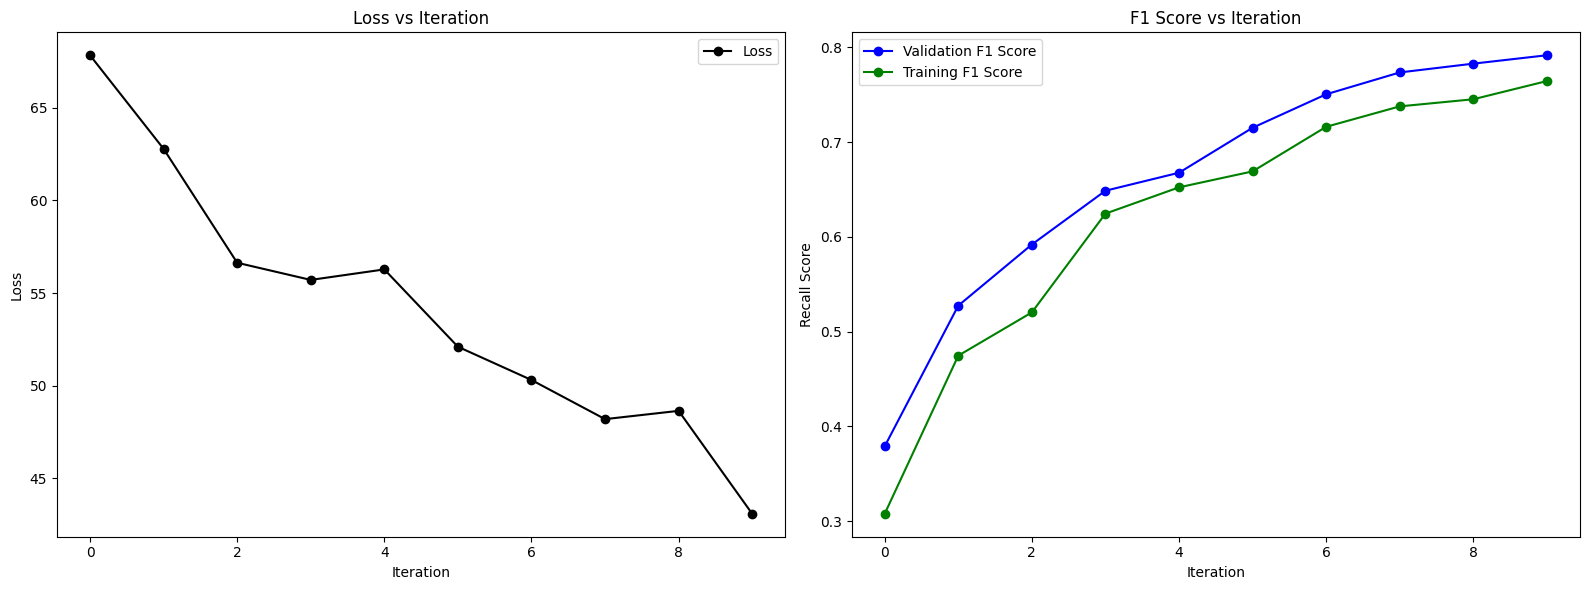 Loss vs Iteration
Loss
65
60
55
50
45
Loss
0 2 4 6 8
Iteration
F1 Score vs Iteration
Validation F1 Score
Training F1 Score
0.8
0.7
0.6
0.5
0.4
0.3
Recall Score
0 2 4 6 8
Iteration